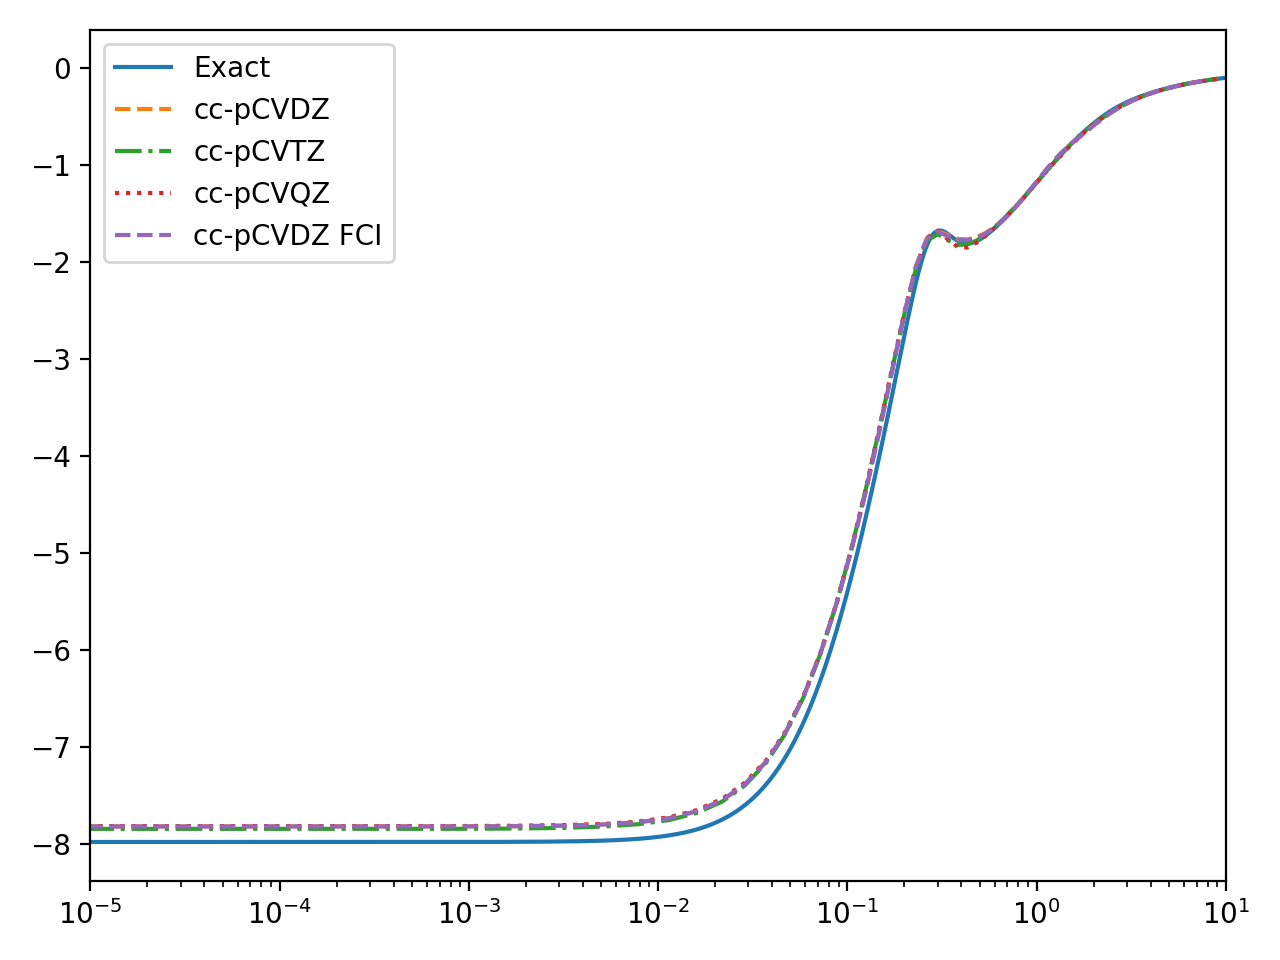 Exact
cc-pCVDZ
cc-pCVTZ
cc-pCVQZ
cc-pCVDZ FCI
0
−1
−2
−3
−4
−5
−6
−7
−8
10⁻⁵ 10⁻⁴ 10⁻³ 10⁻² 10⁻¹ 10⁰ 10¹